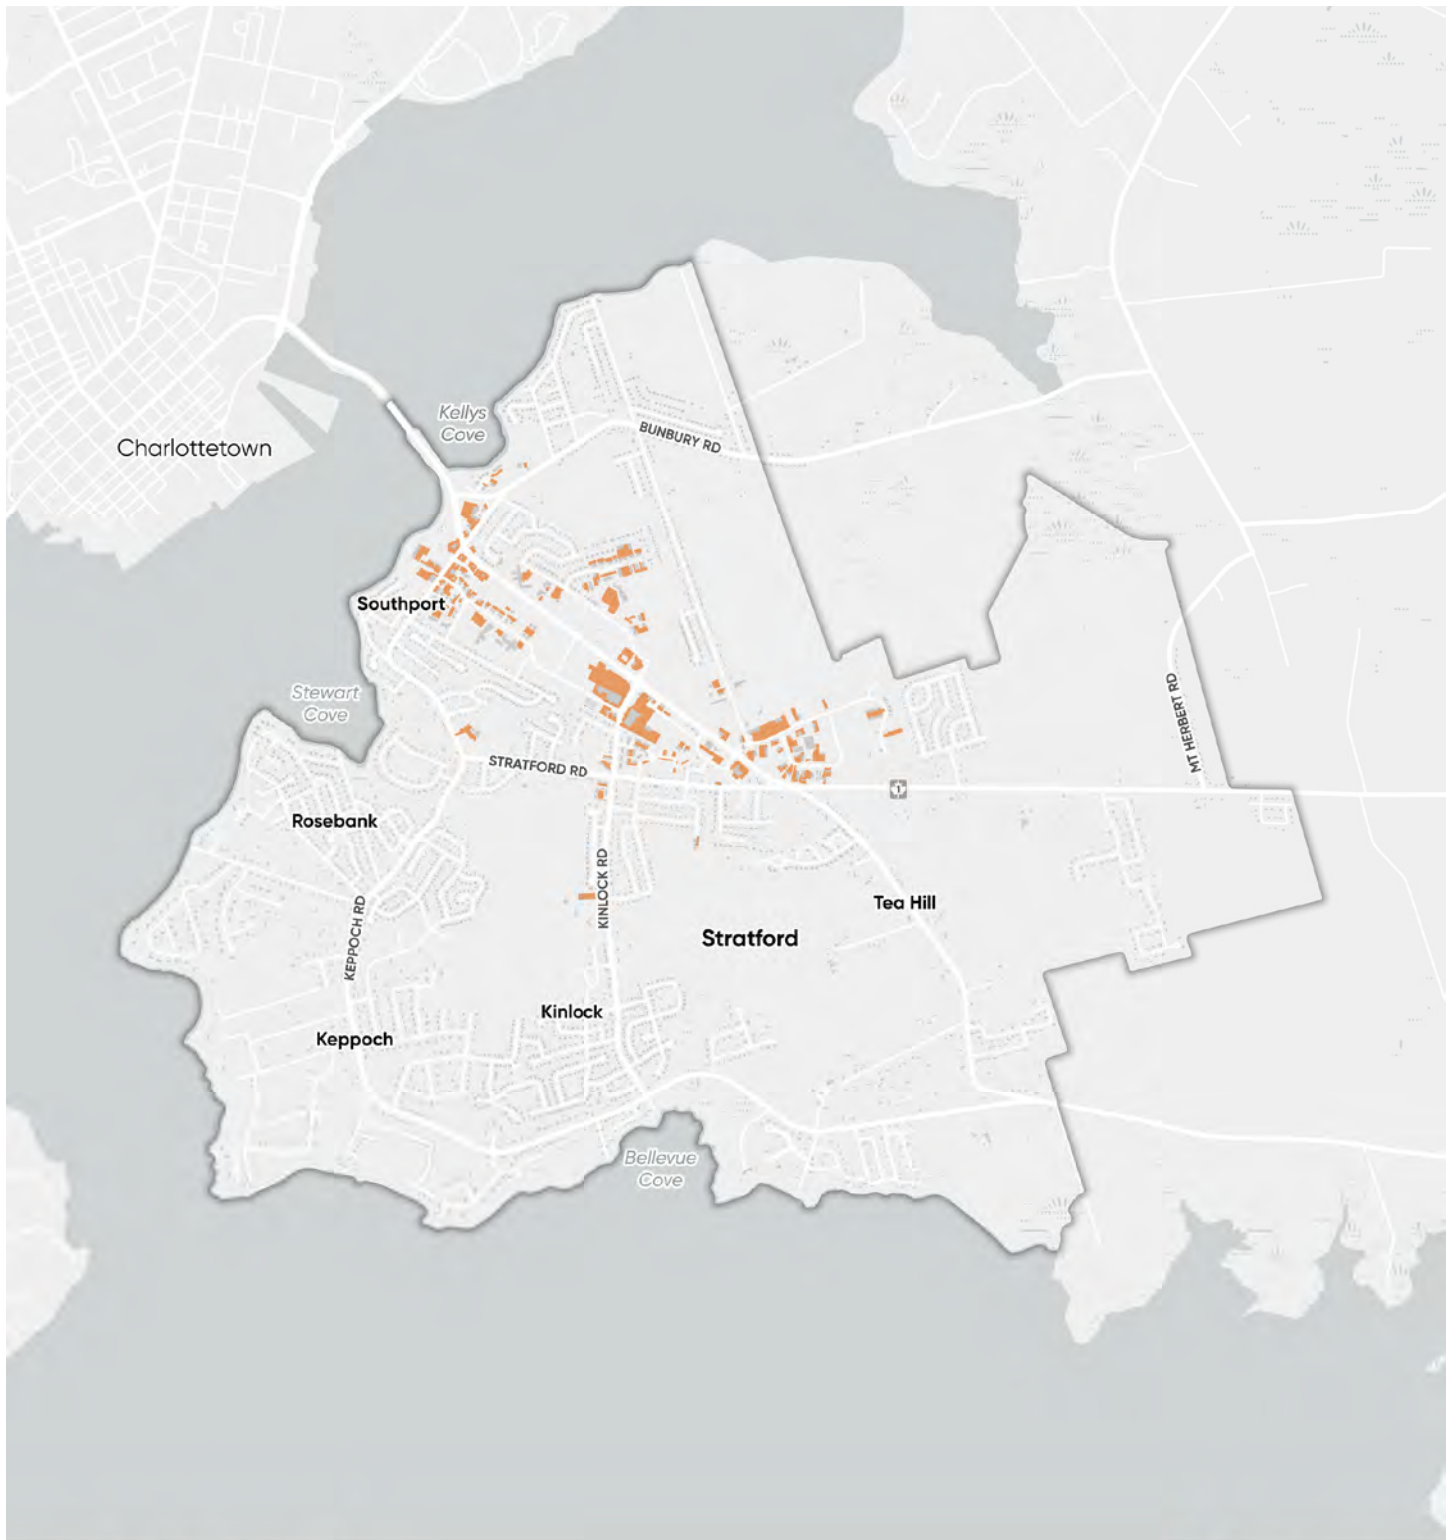 Kellys
Cove
BUNBURY RD
Charlottetown
Southport
Stewart
Cove
MT HERBERT RD
STRATFORD RD
1
Rosebank
KINLOCK RD
Tea Hill
KEPPOCH RD
Stratford
Kinlock
Keppoch
Bellevue
Cove